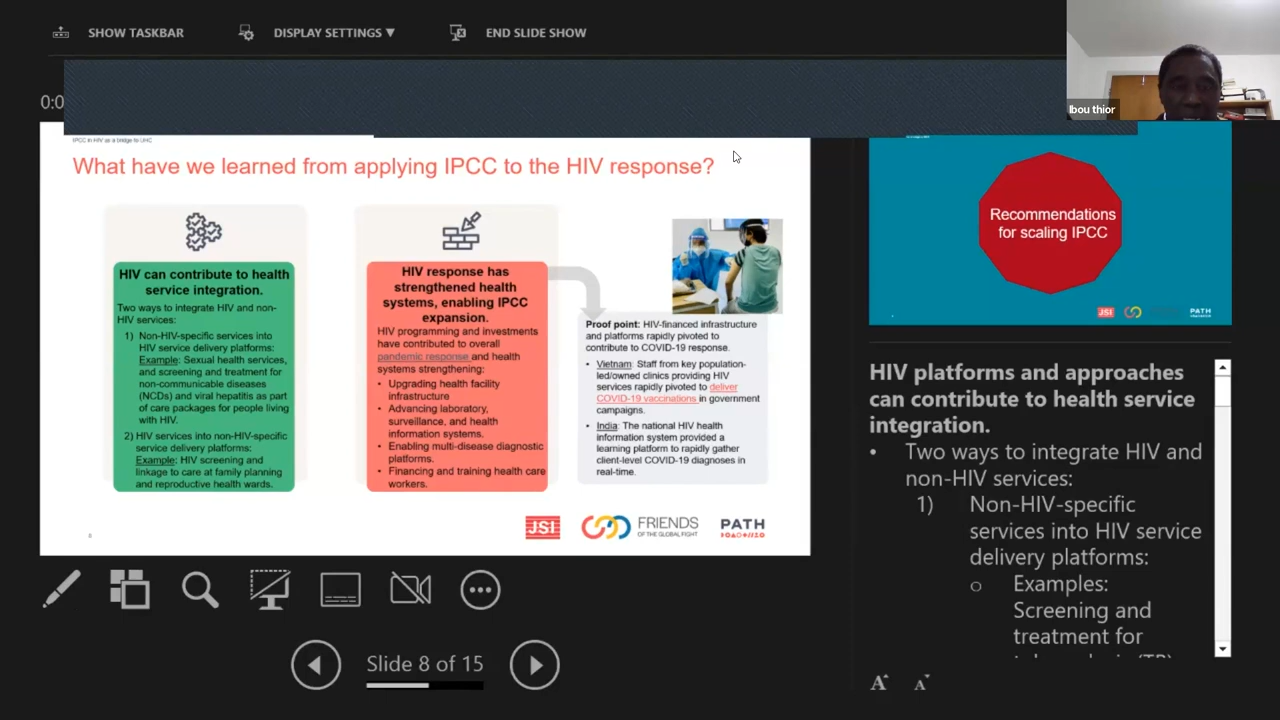 SHOW TASKBAR
DISPLAY SETTINGS ▼
END SLIDE SHOW
Ibou thior
0:0
IPCC in HIV as a bridge to UHC
What have we learned from applying IPCC to the HIV response?
HIV can contribute to health
service integration.
Two ways to integrate HIV and non-
HIV services:
1) Non-HIV-specific services into
HIV service delivery platforms:
Example: Sexual health services,
and screening and treatment for
non-communicable diseases
(NCDs) and viral hepatitis as part
of care packages for people living
with HIV.
2) HIV services into non-HIV-specific
service delivery platforms:
Example: HIV screening and
linkage to care at family planning
and reproductive health wards.
HIV response has
strengthened health
systems, enabling IPCC
expansion.
HIV programming and investments
have contributed to overall
pandemic response and health
systems strengthening:
• Upgrading health facility
infrastructure
• Advancing laboratory,
surveillance, and health
information systems.
• Enabling multi-disease diagnostic
platforms.
• Financing and training health care
workers.
Proof point: HIV-financed infrastructure
and platforms rapidly pivoted to
contribute to COVID-19 response.
• Vietnam: Staff from key population-
led/owned clinics providing HIV
services rapidly pivoted to deliver
COVID-19 vaccinations in government
campaigns.
• India: The national HIV health
information system provided a
learning platform to rapidly gather
client-level COVID-19 diagnoses in
real-time.
JSI
FRIENDS
OF THE GLOBAL FIGHT
PATH
Slide 8 of 15
Recommendations
for scaling IPCC
JSI
PATH
HIV platforms and approaches
can contribute to health service
integration.
• Two ways to integrate HIV and
non-HIV services:
1) Non-HIV-specific
services into HIV service
delivery platforms:
o Examples:
Screening and
treatment for
A A